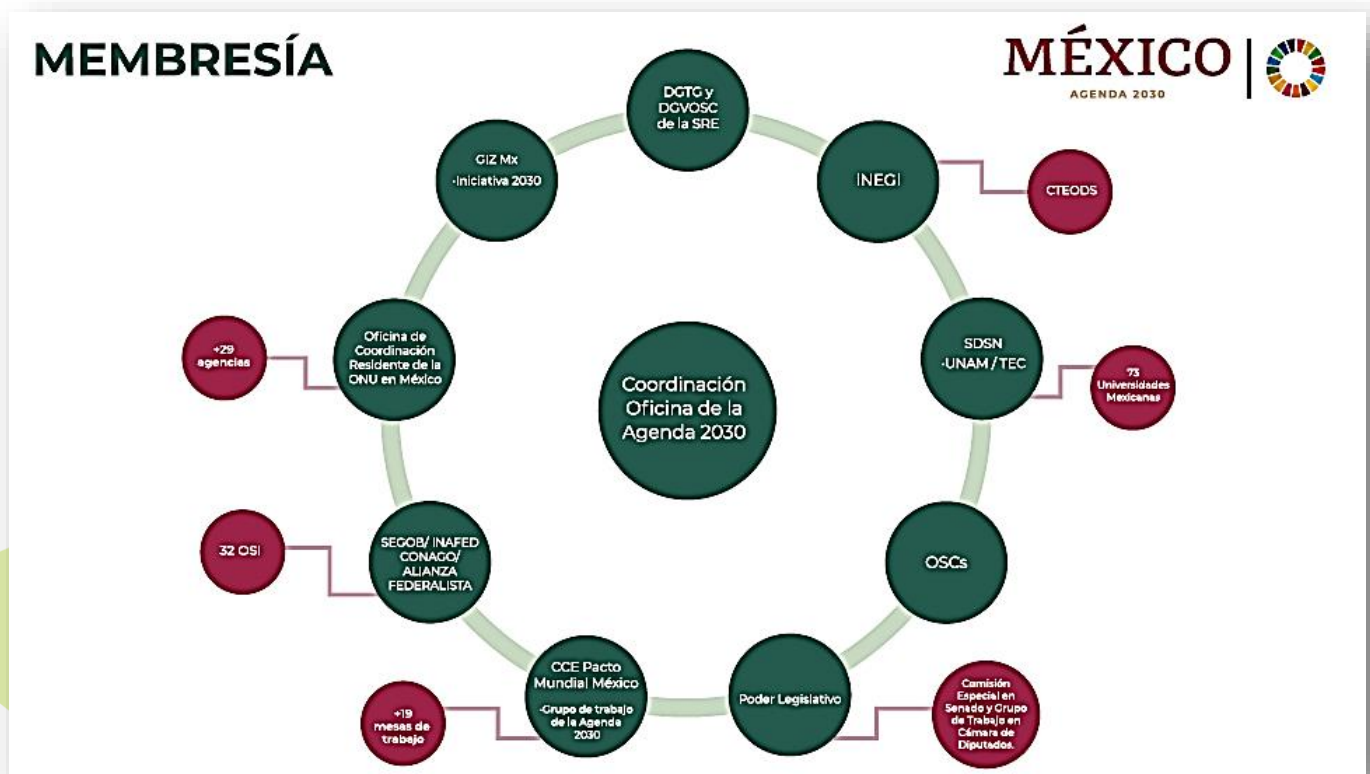 MEMBRESÍA
MÉXICO
AGENDA 2030
DGTG y
DGVOSC
de la SRE
INEGI
CTEODS
SDSN
-UNAM / TEC
73
Universidades
Mexicanas
OSCs
Poder Legislativo
Comisión
Especial en
Senado y Grupo
de Trabajo en
Cámara de
Diputados.
CCE Pacto
Mundial México
-Grupo de trabajo
de la Agenda
2030
+19
mesas de
trabajo
SEGOB/ INAFED
CONAGO/
ALIANZA
FEDERALISTA
32 OSI
Oficina de
Coordinación
Residente de la
ONU en México
+29
agencias
GIZ Mx
-Iniciativa 2030
Coordinación
Oficina de la
Agenda 2030